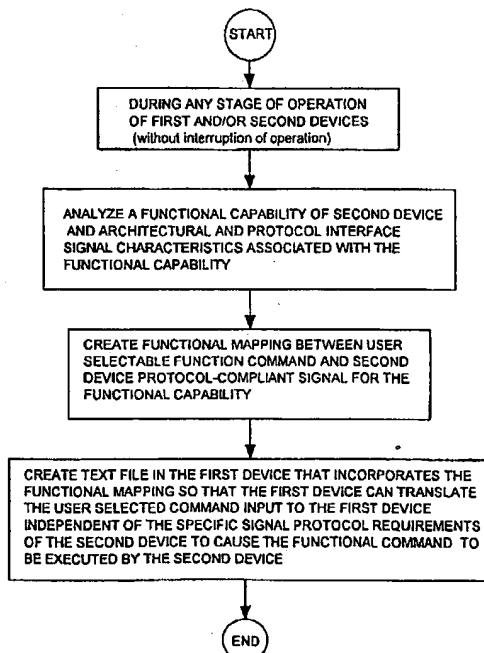 START
DURING ANY STAGE OF OPERATION
OF FIRST AND/OR SECOND DEVICES
(without interruption of operation)
ANALYZE A FUNCTIONAL CAPABILITY OF SECOND DEVICE
AND ARCHITECTURAL AND PROTOCOL INTERFACE
SIGNAL CHARACTERISTICS ASSOCIATED WITH THE
FUNCTIONAL CAPABILITY
CREATE FUNCTIONAL MAPPING BETWEEN USER
SELECTABLE FUNCTION COMMAND AND SECOND
DEVICE PROTOCOL-COMPLIANT SIGNAL FOR THE
FUNCTIONAL CAPABILITY
CREATE TEXT FILE IN THE FIRST DEVICE THAT INCORPORATES THE
FUNCTIONAL MAPPING SO THAT THE FIRST DEVICE CAN TRANSLATE
THE USER SELECTED COMMAND INPUT TO THE FIRST DEVICE
INDEPENDENT OF THE SPECIFIC SIGNAL PROTOCOL REQUIREMENTS
OF THE SECOND DEVICE TO CAUSE THE FUNCTIONAL COMMAND TO
BE EXECUTED BY THE SECOND DEVICE
END